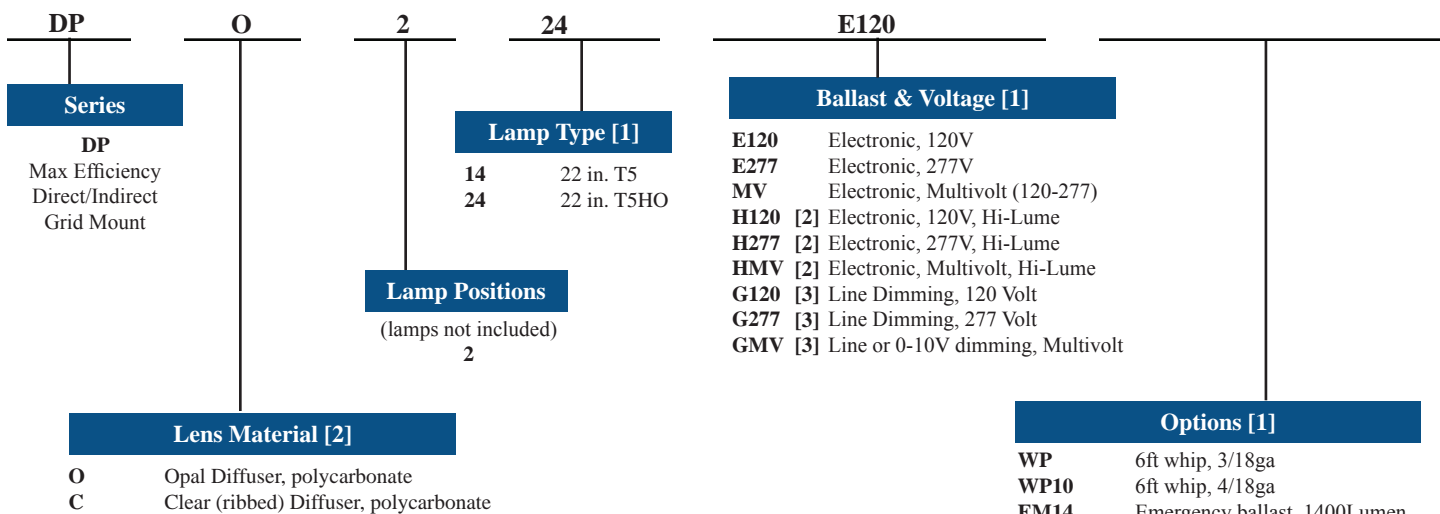 DP O 2 24 E120
Series
DP
Max Efficiency
Direct/Indirect
Grid Mount
Lamp Type [1]
14 22 in. T5
24 22 in. T5HO
Lamp Positions
(lamps not included)
2
Lens Material [2]
O Opal Diffuser, polycarbonate
C Clear (ribbed) Diffuser, polycarbonate
Ballast & Voltage [1]
E120 Electronic, 120V
E277 Electronic, 277V
MV Electronic, Multivolt (120-277)
H120 [2] Electronic, 120V, Hi-Lume
H277 [2] Electronic, 277V, Hi-Lume
HMV [2] Electronic, Multivolt, Hi-Lume
G120 [3] Line Dimming, 120 Volt
G277 [3] Line Dimming, 277 Volt
GMV [3] Line or 0-10V dimming, Multivolt
Options [1]
WP 6ft whip, 3/18ga
WP10 6ft whip, 4/18ga
EM14 Emergency ballast, 1400Lumen